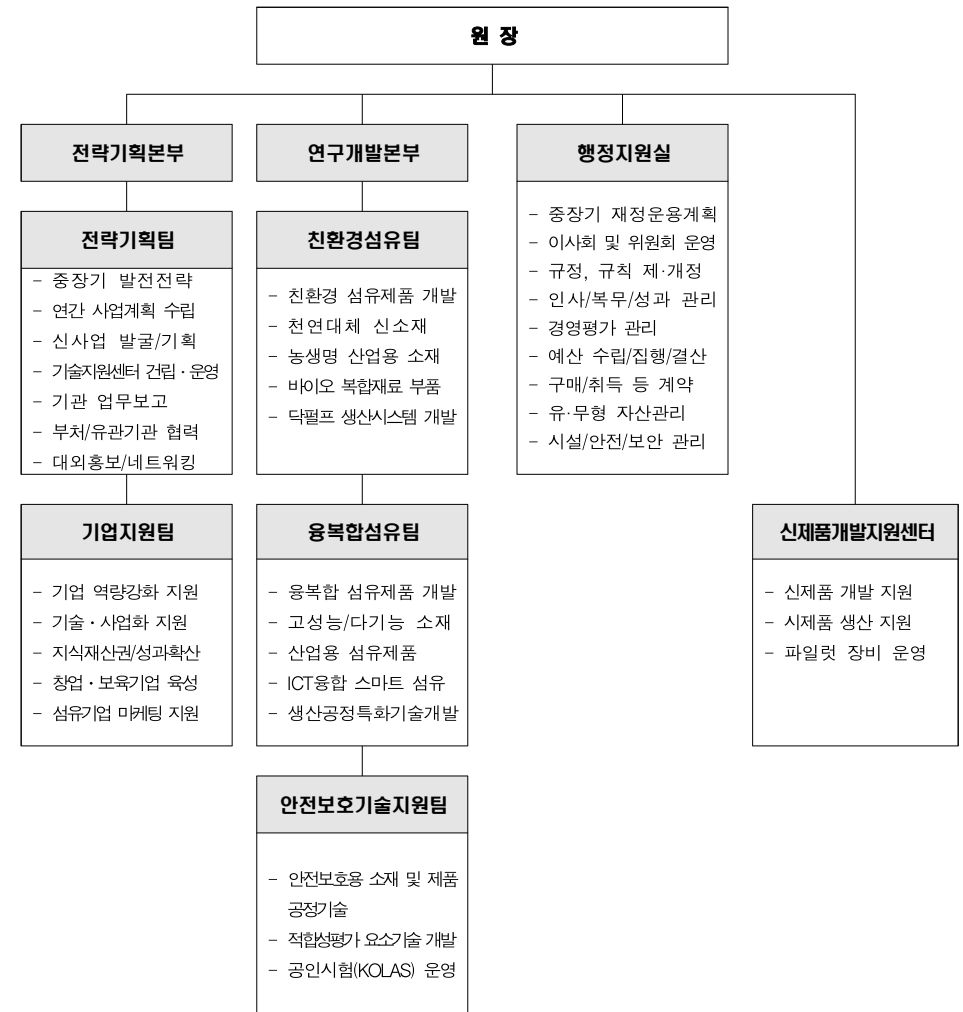 원 장
전략기획본부
전략기획팀
- 중장기 발전전략
- 연간 사업계획 수립
- 신사업 발굴/기획
- 기술지원센터 건립·운영
- 기관 업무보고
- 부처/유관기관 협력
- 대외홍보/네트워킹
기업지원팀
- 기업 역량강화 지원
- 기술·사업화 지원
- 지식재산권/성과확산
- 창업·보육기업 육성
- 섬유기업 마케팅 지원
연구개발본부
친환경섬유팀
- 친환경 섬유제품 개발
- 천연대체 신소재
- 농생명 산업용 소재
- 바이오 복합재료 부품
- 닥펄프 생산시스템 개발
융복합섬유팀
- 융복합 섬유제품 개발
- 고성능/다기능 소재
- 산업용 섬유제품
- ICT융합 스마트 섬유
- 생산공정특화기술개발
안전보호기술지원팀
- 안전보호용 소재 및 제품
공정기술
- 적합성평가 요소기술 개발
- 공인시험(KOLAS) 운영
행정지원실
- 중장기 재정운용계획
- 이사회 및 위원회 운영
- 규정, 규칙 제·개정
- 인사/복무/성과 관리
- 경영평가 관리
- 예산 수립/집행/결산
- 구매/취득 등 계약
- 유·무형 자산관리
- 시설/안전/보안 관리
신제품개발지원센터
- 신제품 개발 지원
- 시제품 생산 지원
- 파일럿 장비 운영